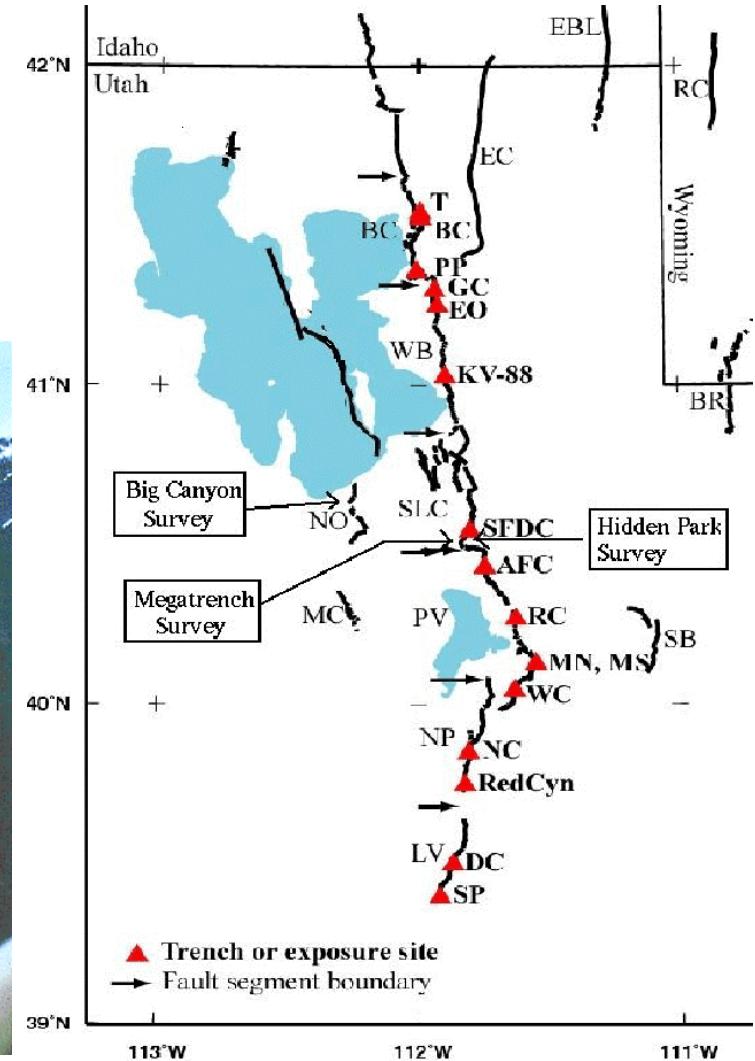 EBL
42°N
Idaho
Utah
RC
EC
Wyoming
T
BC
BC
PP
GC
EO
WB
KV-88
41°N
BR
Big Canyon
Survey
NO
SLC
SFDC
Hidden Park
Survey
AFC
Megatrench
Survey
MC
PV
RC
SB
MN, MS
WC
40°N
NP
NC
RedCyn
LV
DC
SP
Trench or exposure site
Fault segment boundary
39°N
113°W
112°W
111°W